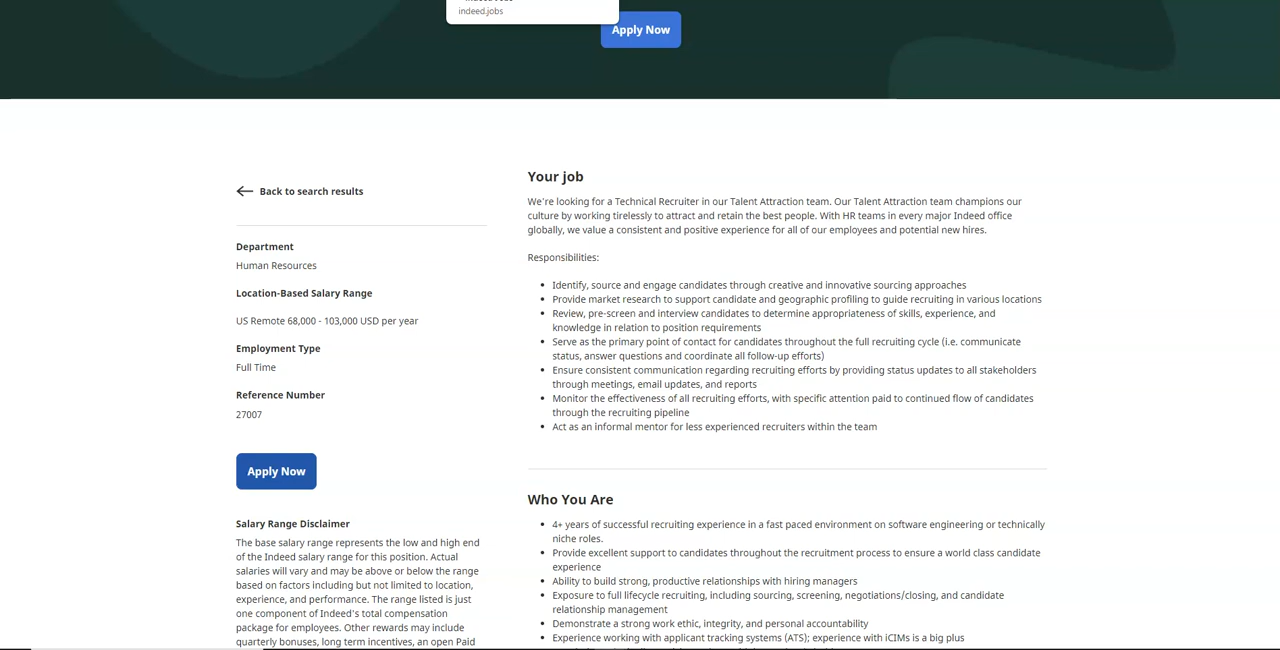 indeed.jobs
Apply Now
Back to search results
Department
Human Resources
Location-Based Salary Range
US Remote 68,000 - 103,000 USD per year
Employment Type
Full Time
Reference Number
27007
Apply Now
Salary Range Disclaimer
The base salary range represents the low and high end
of the Indeed salary range for this position. Actual
salaries will vary and may be above or below the range
based on factors including but not limited to location,
experience, and performance. The range listed is just
one component of Indeed's total compensation
package for employees. Other rewards may include
quarterly bonuses, long term incentives, an open Paid
Your job
We're looking for a Technical Recruiter in our Talent Attraction team. Our Talent Attraction team champions our
culture by working tirelessly to attract and retain the best people. With HR teams in every major Indeed office
globally, we value a consistent and positive experience for all of our employees and potential new hires.
Responsibilities:
• Identify, source and engage candidates through creative and innovative sourcing approaches
• Provide market research to support candidate and geographic profiling to guide recruiting in various locations
• Review, pre-screen and interview candidates to determine appropriateness of skills, experience, and
knowledge in relation to position requirements
• Serve as the primary point of contact for candidates throughout the full recruiting cycle (i.e. communicate
status, answer questions and coordinate all follow-up efforts)
• Ensure consistent communication regarding recruiting efforts by providing status updates to all stakeholders
through meetings, email updates, and reports
• Monitor the effectiveness of all recruiting efforts, with specific attention paid to continued flow of candidates
through the recruiting pipeline
• Act as an informal mentor for less experienced recruiters within the team
Who You Are
• 4+ years of successful recruiting experience in a fast paced environment on software engineering or technically
niche roles.
• Provide excellent support to candidates throughout the recruitment process to ensure a world class candidate
experience
• Ability to build strong, productive relationships with hiring managers
• Exposure to full lifecycle recruiting, including sourcing, screening, negotiations/closing, and candidate
relationship management
• Demonstrate a strong work ethic, integrity, and personal accountability
• Experience working with applicant tracking systems (ATS); experience with iCIMs is a big plus